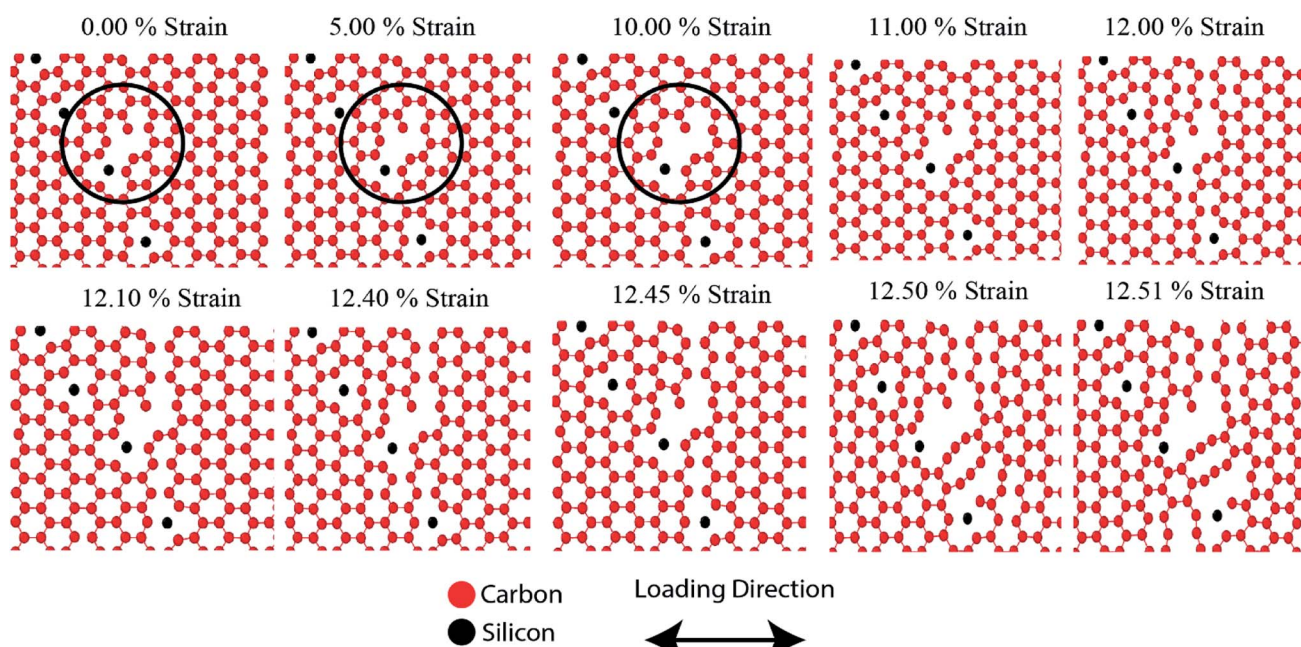 0.00 % Strain
5.00 % Strain
10.00 % Strain
11.00 % Strain
12.00 % Strain
12.10 % Strain
12.40 % Strain
12.45 % Strain
12.50 % Strain
12.51 % Strain
Carbon
Silicon
Loading Direction